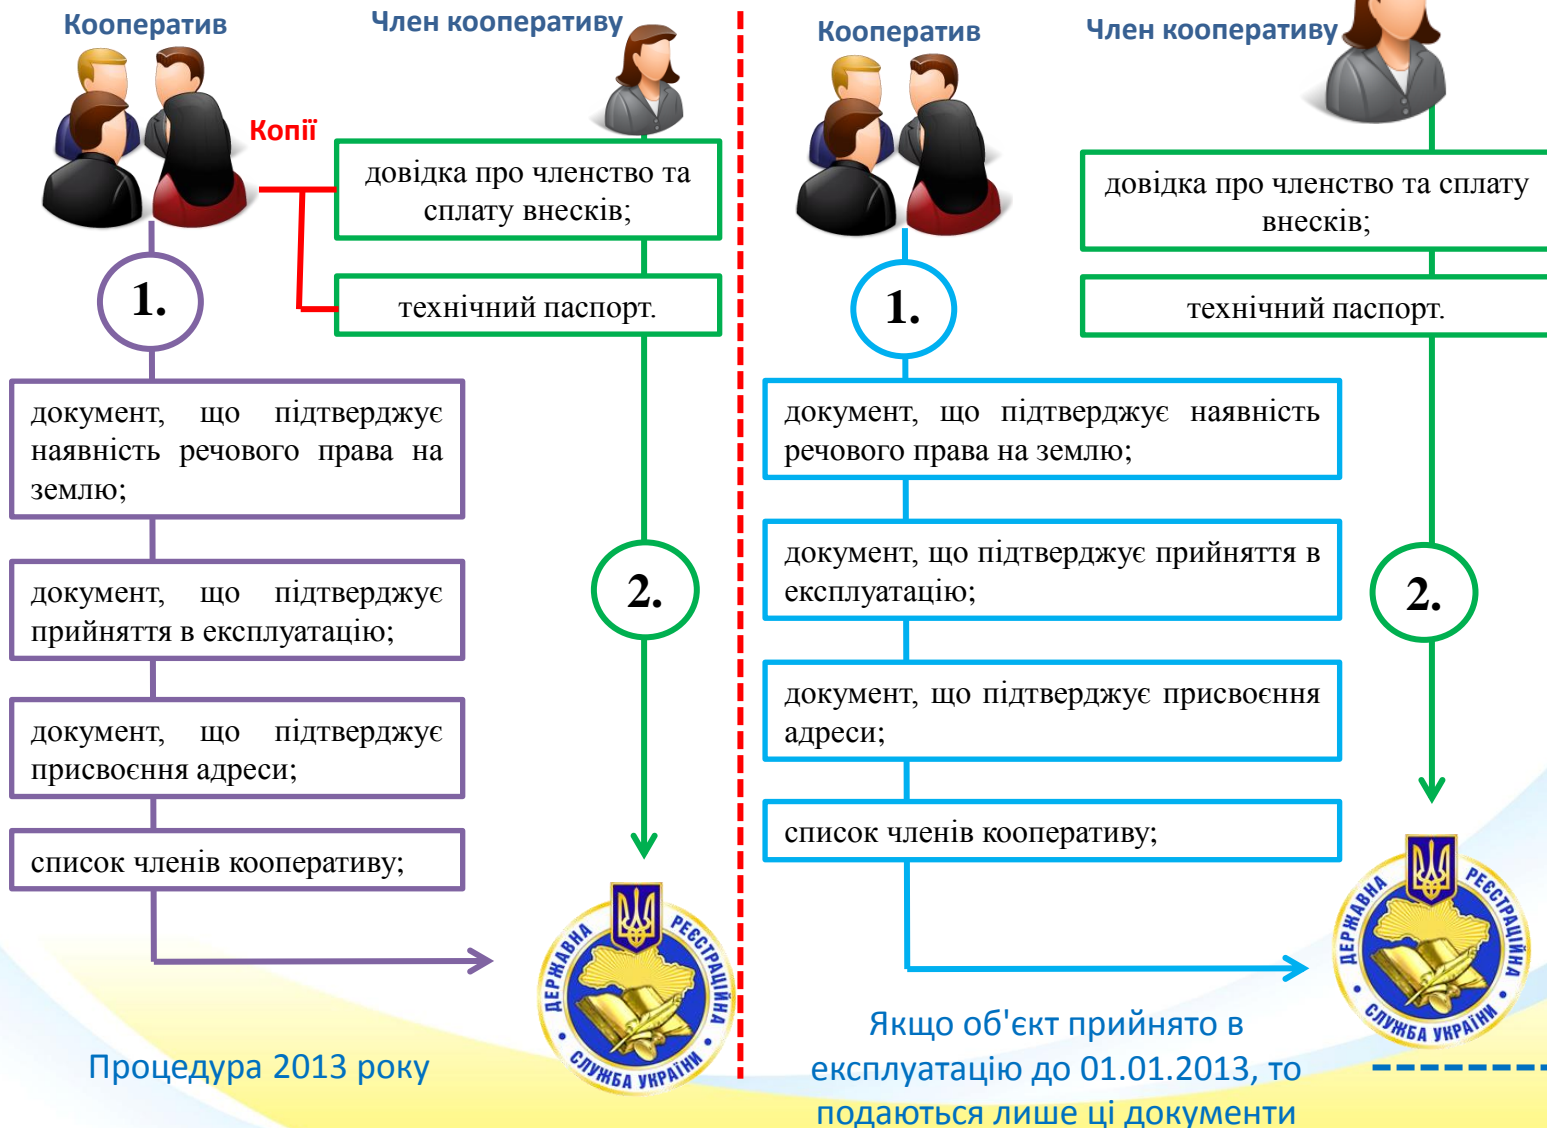 Кооператив
Член кооперативу
Копії
довідка про членство та
сплату внесків;
технічний паспорт.
1.
документ, що підтверджує
наявність речового права на
землю;
документ, що підтверджує
прийняття в експлуатацію;
документ, що підтверджує
присвоєння адреси;
список членів кооперативу;
2.
ДЕРЖАВНА РЕЄСТРАЦІЙНА
СЛУЖБА УКРАЇНИ
Процедура 2013 року
Кооператив
Член кооперативу
довідка про членство та сплату
внесків;
технічний паспорт.
1.
документ, що підтверджує наявність
речового права на землю;
документ, що підтверджує прийняття в
експлуатацію;
документ, що підтверджує присвоєння
адреси;
список членів кооперативу;
2.
ДЕРЖАВНА РЕЄСТРАЦІЙНА
СЛУЖБА УКРАЇНИ
Якщо об'єкт прийнято в
експлуатацію до 01.01.2013, то
подаються лише ці документи